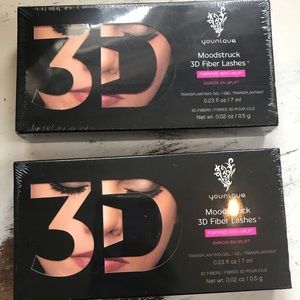 3D
younique
Moodstruck
3D Fiber Lashes+
FORTIFIED WITH UPLIFT
ENRICHI EN UPLIFT
TRANSPLANTING GEL / GEL TRANSPLANTANT
0.23 fl oz / 7 ml
3D FIBERS / FIBRES 3D POUR CILS
Net wt. 0.02 oz / 0.5 g
3D
younique
Moodstruck
3D Fiber Lashes+
FORTIFIED WITH UPLIFT
ENRICHI EN UPLIFT
TRANSPLANTING GEL / GEL TRANSPLANTANT
0.23 fl oz / 7 ml
3D FIBERS / FIBRES 3D POUR CILS
Net wt. 0.02 oz / 0.5 g